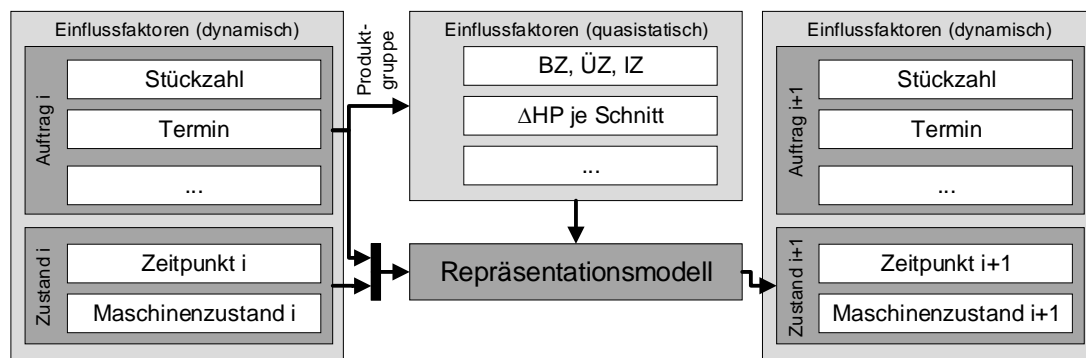 Einflussfaktoren (dynamisch)
Auftrag i
Stückzahl
Termin
...
Zustand i
Zeitpunkt i
Maschinenzustand i
Produkt-
gruppe
Einflussfaktoren (quasistatisch)
BZ, ÜZ, IZ
ΔHP je Schnitt
...
Repräsentationsmodell
Einflussfaktoren (dynamisch)
Auftrag i+1
Stückzahl
Termin
...
Zustand i+1
Zeitpunkt i+1
Maschinenzustand i+1